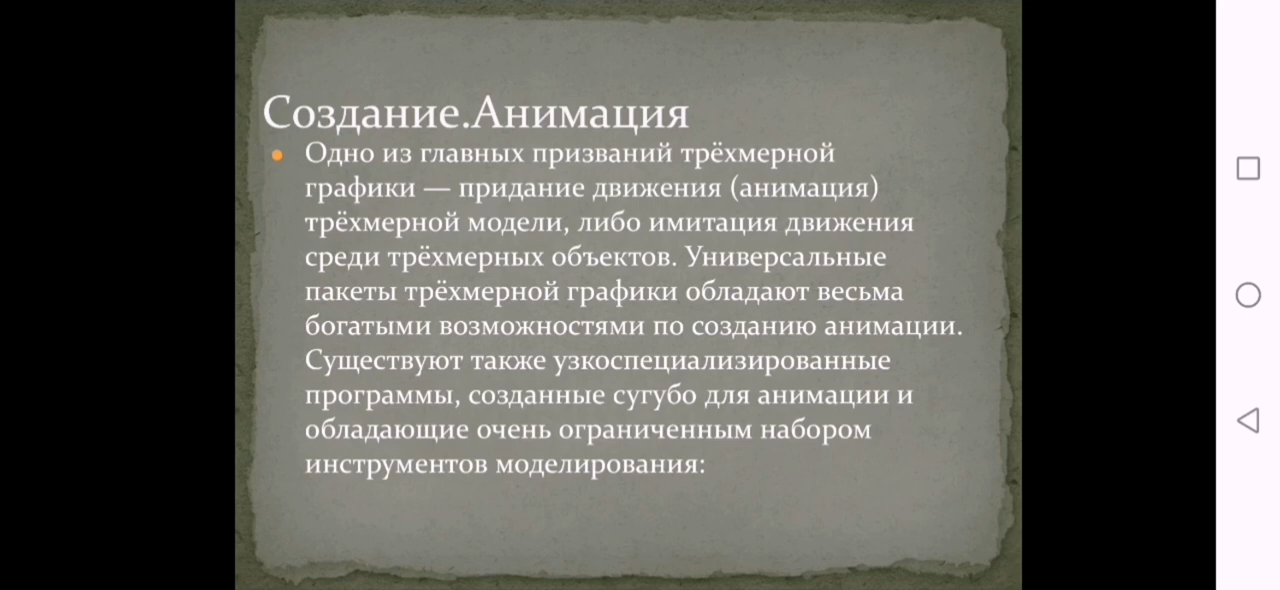 Создание.Анимация
Одно из главных призваний трёхмерной
графики — придание движения (анимация)
трёхмерной модели, либо имитация движения
среди трёхмерных объектов. Универсальные
пакеты трёхмерной графики обладают весьма
богатыми возможностями по созданию анимации.
Существуют также узкоспециализированные
программы, созданные сугубо для анимации и
обладающие очень ограниченным набором
инструментов моделирования: